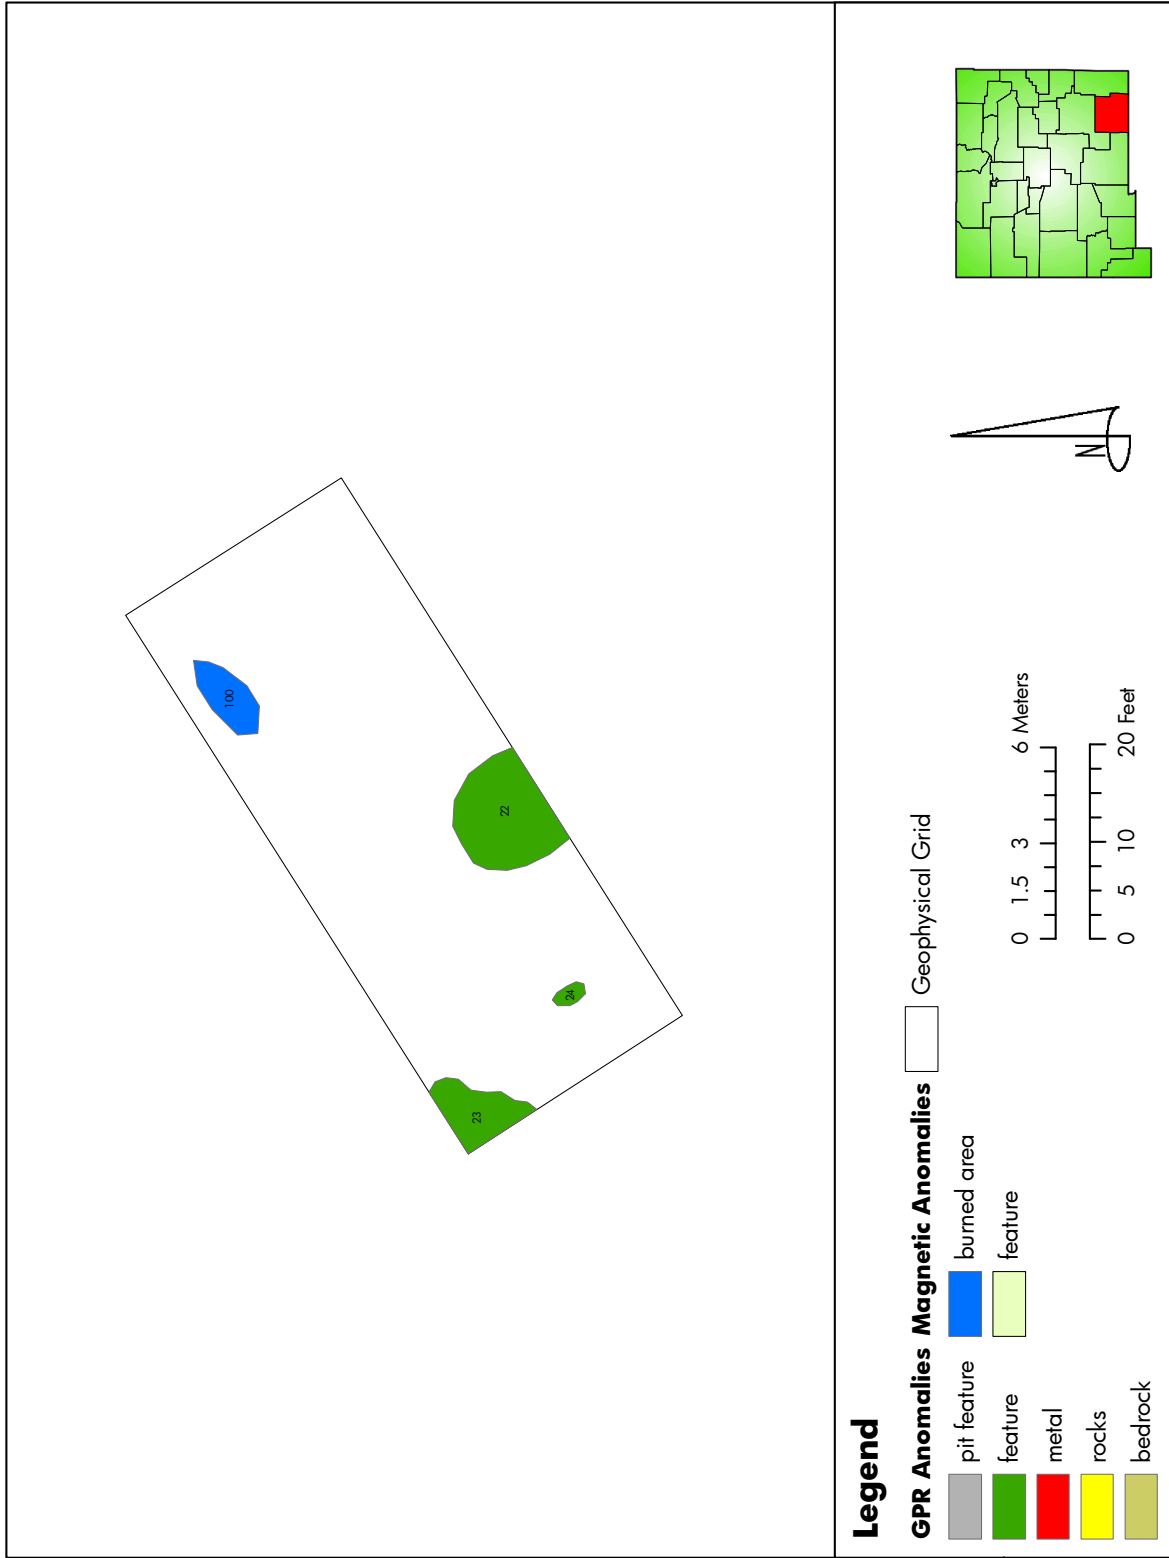 100
22
24
23
Legend
GPR Anomalies
pit feature
feature
metal
rocks
bedrock
Magnetic Anomalies
burned area
feature
Geophysical Grid
0 1.5 3 6 Meters
0 5 10 20 Feet
N